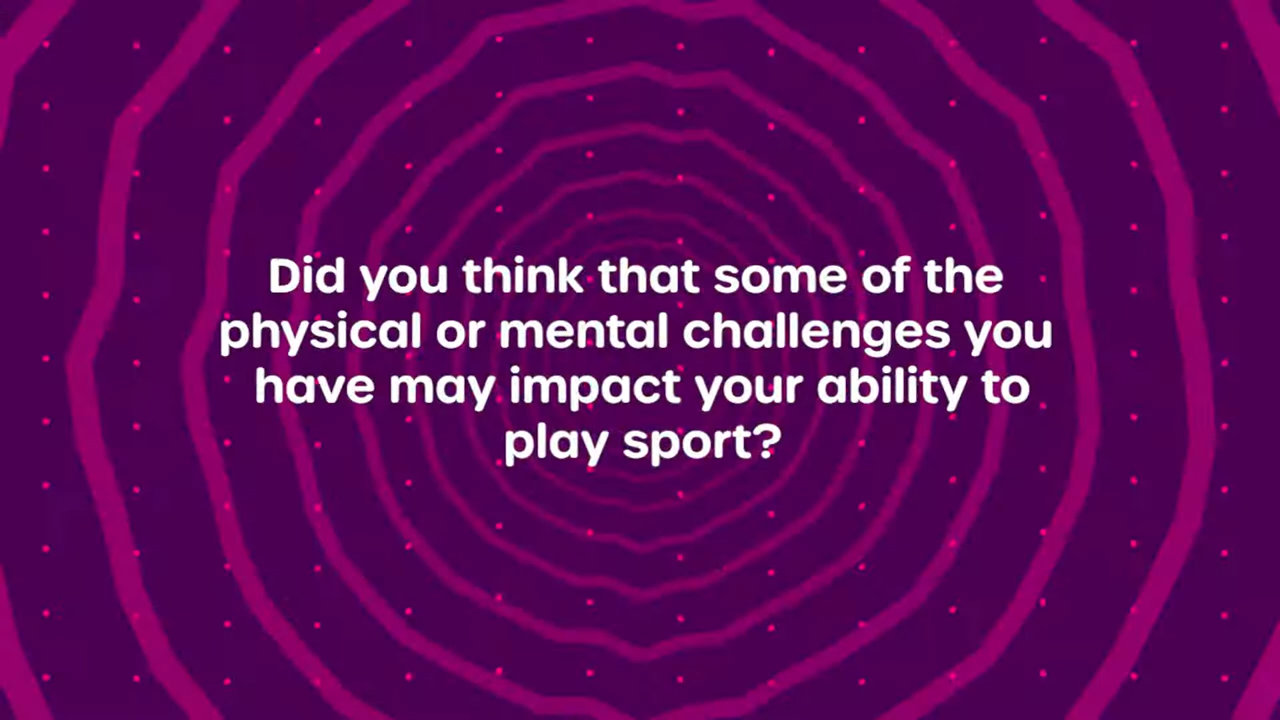 Did you think that some of the
physical or mental challenges you
have may impact your ability to
play sport?